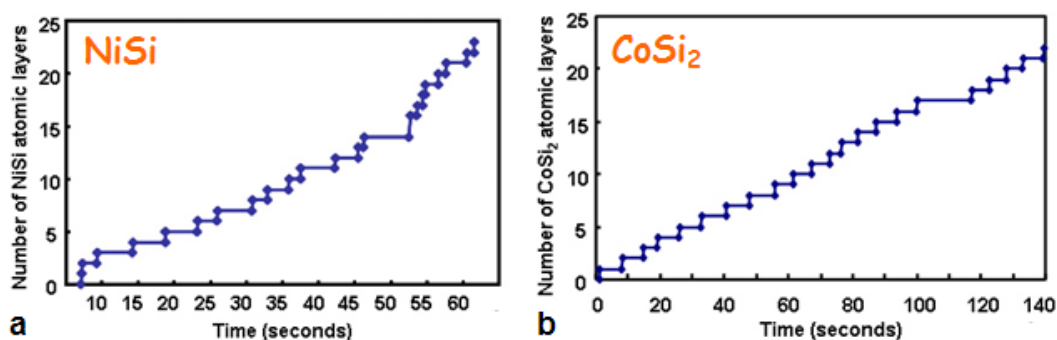 NiSi
Number of NiSi atomic layers
25
20
15
10
5
0
10 15 20 25 30 35 40 45 50 55 60
Time (seconds)
a
CoSi₂
Number of CoSi₂ atomic layers
25
20
15
10
5
0
0 20 40 60 80 100 120 140
Time (seconds)
b